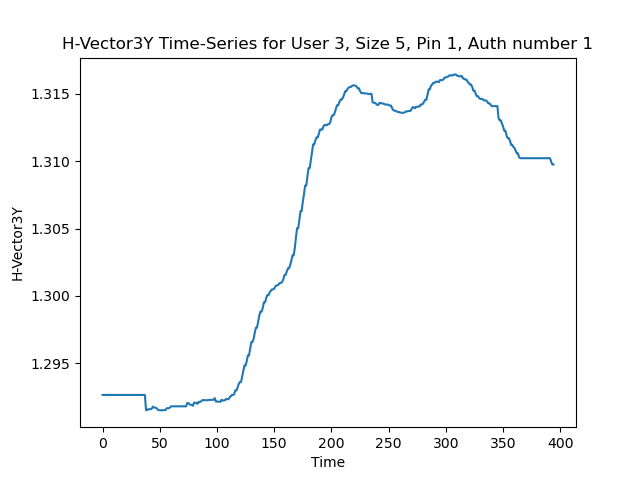 H-Vector3Y Time-Series for User 3, Size 5, Pin 1, Auth number 1
H-Vector3Y
1.315
1.310
1.305
1.300
1.295
0 50 100 150 200 250 300 350 400
Time